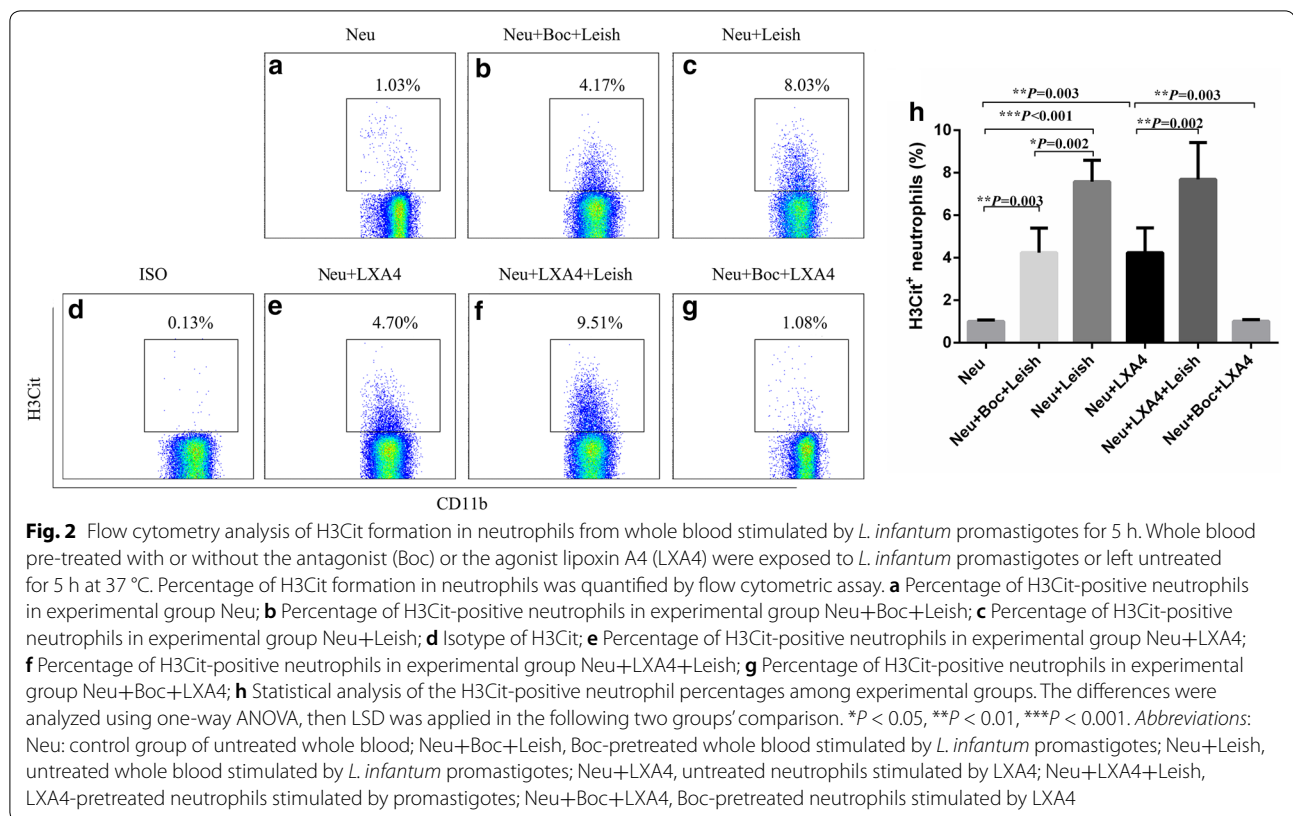 Neu
Neu+Boc+Leish
Neu+Leish
a
1.03%
b
4.17%
c
8.03%
ISO
Neu+LXA4
Neu+LXA4+Leish
Neu+Boc+LXA4
d
0.13%
e
4.70%
f
9.51%
g
1.08%
H3Cit
CD11b
h
**P=0.003
**P=0.003
***P<0.001
**P=0.002
*P=0.002
**P=0.003
H3Cit+ neutrophils (%)
10
8
6
4
2
0
Neu
Neu+Boc+Leish
Neu+Leish
Neu+LXA4
Neu+LXA4+Leish
Neu+Boc+LXA4
Fig. 2 Flow cytometry analysis of H3Cit formation in neutrophils from whole blood stimulated by L. infantum promastigotes for 5 h. Whole blood
pre-treated with or without the antagonist (Boc) or the agonist lipoxin A4 (LXA4) were exposed to L. infantum promastigotes or left untreated
for 5 h at 37 °C. Percentage of H3Cit formation in neutrophils was quantified by flow cytometric assay. a Percentage of H3Cit-positive neutrophils
in experimental group Neu; b Percentage of H3Cit-positive neutrophils in experimental group Neu+Boc+Leish; c Percentage of H3Cit-positive
neutrophils in experimental group Neu+Leish; d Isotype of H3Cit; e Percentage of H3Cit-positive neutrophils in experimental group Neu+LXA4;
f Percentage of H3Cit-positive neutrophils in experimental group Neu+LXA4+Leish; g Percentage of H3Cit-positive neutrophils in experimental
group Neu+Boc+LXA4; h Statistical analysis of the H3Cit-positive neutrophil percentages among experimental groups. The differences were
analyzed using one-way ANOVA, then LSD was applied in the following two groups' comparison. *P < 0.05, **P < 0.01, ***P < 0.001. Abbreviations:
Neu: control group of untreated whole blood; Neu+Boc+Leish, Boc-pretreated whole blood stimulated by L. infantum promastigotes; Neu+Leish,
untreated whole blood stimulated by L. infantum promastigotes; Neu+LXA4, untreated neutrophils stimulated by LXA4; Neu+LXA4+Leish,
LXA4-pretreated neutrophils stimulated by promastigotes; Neu+Boc+LXA4, Boc-pretreated neutrophils stimulated by LXA4